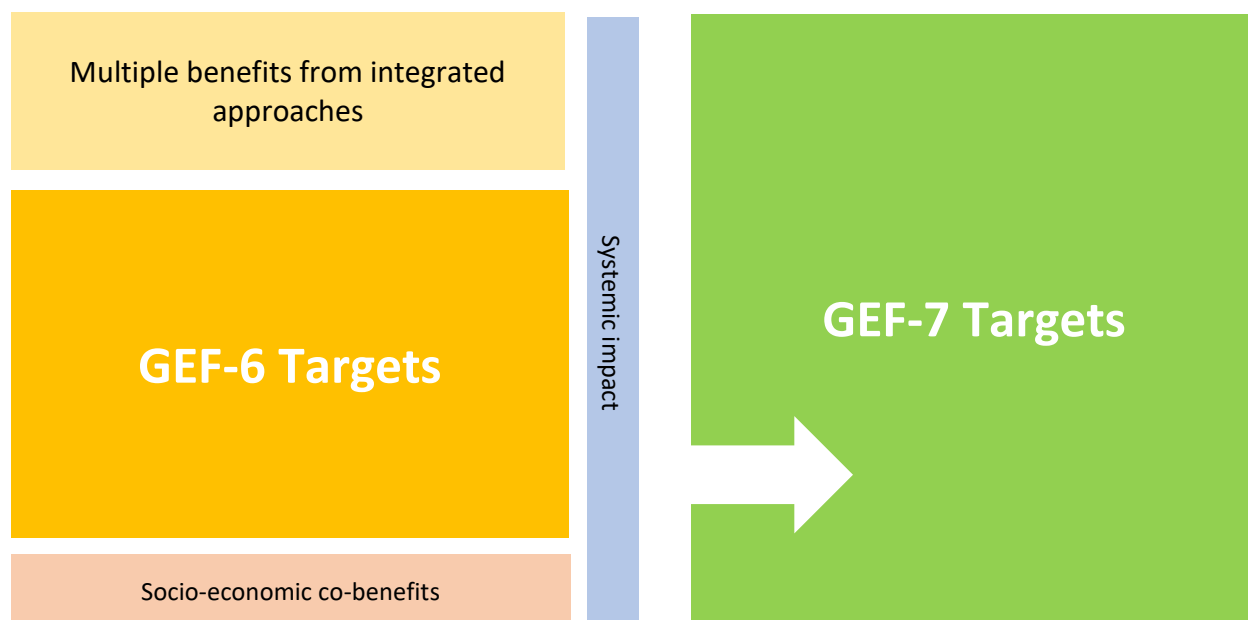 Multiple benefits from integrated
approaches
GEF-6 Targets
Socio-economic co-benefits
Systemic impact
GEF-7 Targets